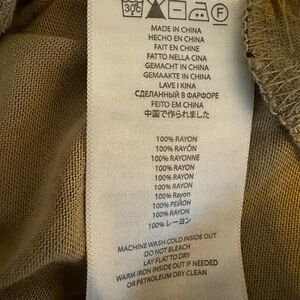 30°
F
MADE IN CHINA
HECHO EN CHINA
FAIT EN CHINE
FATTO NELLA CINA
GEMACHT IN CHINA
GEMAAKTE IN CHINA
LAVE I KINA
СДЕЛАННЫЙ В ФАРФОРЕ
FEITO EM CHINA
中国で作られました
100% RAYON
100% RAYÓN
100% RAYONNE
100% RAYON
100% RAYON
100% RAYON
100% Rayon
100% РЕЙОН
100% RAYON
100% レーヨン
MACHINE WASH COLD INSIDE OUT
DO NOT BLEACH
LAY FLAT TO DRY
WARM IRON INSIDE OUT IF NEEDED
OR PETROLEUM DRY CLEAN